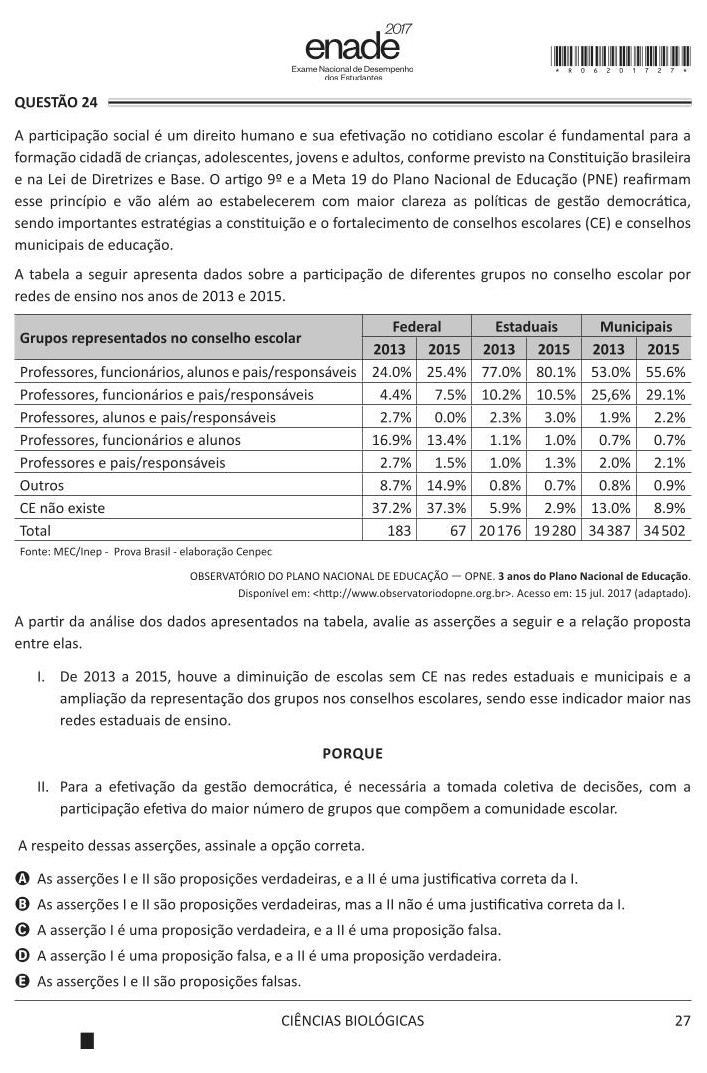 2017
enade
Exame Nacional de Desempenho
dos Estudantes
* R 0 6 2 0 1 7 2 7 *
QUESTÃO 24
A participação social é um direito humano e sua efetivação no cotidiano escolar é fundamental para a
formação cidadã de crianças, adolescentes, jovens e adultos, conforme previsto na Constituição brasileira
e na Lei de Diretrizes e Base. O artigo 9º e a Meta 19 do Plano Nacional de Educação (PNE) reafirmam
esse princípio e vão além ao estabelecerem com maior clareza as políticas de gestão democrática,
sendo importantes estratégias a constituição e o fortalecimento de conselhos escolares (CE) e conselhos
municipais de educação.
A tabela a seguir apresenta dados sobre a participação de diferentes grupos no conselho escolar por
redes de ensino nos anos de 2013 e 2015.
Grupos representados no conselho escolar Federal Estaduais Municipais
2013 2015 2013 2015 2013 2015
Professores, funcionários, alunos e pais/responsáveis 24.0% 25.4% 77.0% 80.1% 53.0% 55.6%
Professores, funcionários e pais/responsáveis 4.4% 7.5% 10.2% 10.5% 25,6% 29.1%
Professores, alunos e pais/responsáveis 2.7% 0.0% 2.3% 3.0% 1.9% 2.2%
Professores, funcionários e alunos 16.9% 13.4% 1.1% 1.0% 0.7% 0.7%
Professores e pais/responsáveis 2.7% 1.5% 1.0% 1.3% 2.0% 2.1%
Outros 8.7% 14.9% 0.8% 0.7% 0.8% 0.9%
CE não existe 37.2% 37.3% 5.9% 2.9% 13.0% 8.9%
Total 183 67 20176 19280 34387 34502
Fonte: MEC/Inep - Prova Brasil - elaboração Cenpec
OBSERVATÓRIO DO PLANO NACIONAL DE EDUCAÇÃO — OPNE. 3 anos do Plano Nacional de Educação.
Disponível em: <http://www.observatoriodopne.org.br>. Acesso em: 15 jul. 2017 (adaptado).
A partir da análise dos dados apresentados na tabela, avalie as asserções a seguir e a relação proposta
entre elas.
I. De 2013 a 2015, houve a diminuição de escolas sem CE nas redes estaduais e municipais e a
ampliação da representação dos grupos nos conselhos escolares, sendo esse indicador maior nas
redes estaduais de ensino.
PORQUE
II. Para a efetivação da gestão democrática, é necessária a tomada coletiva de decisões, com a
participação efetiva do maior número de grupos que compõem a comunidade escolar.
A respeito dessas asserções, assinale a opção correta.
A As asserções I e II são proposições verdadeiras, e a II é uma justificativa correta da I.
B As asserções I e II são proposições verdadeiras, mas a II não é uma justificativa correta da I.
C A asserção I é uma proposição verdadeira, e a II é uma proposição falsa.
D A asserção I é uma proposição falsa, e a II é uma proposição verdadeira.
E As asserções I e II são proposições falsas.
CIÊNCIAS BIOLÓGICAS 27